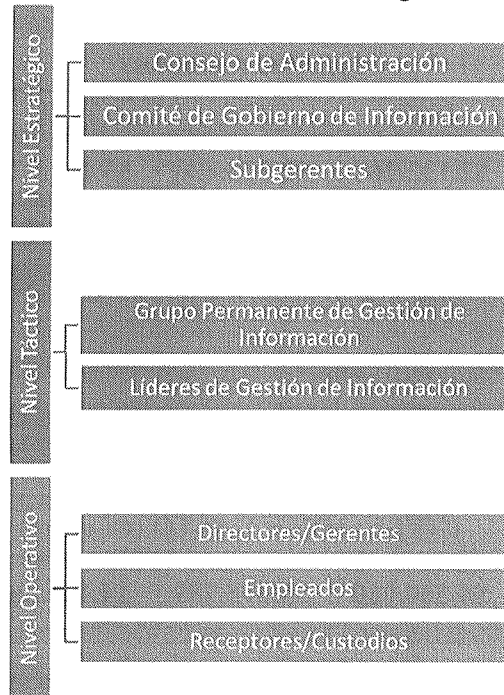 Nivel Estratégico
Consejo de Administración
Comité de Gobierno de Información
Subgerentes
Nivel Táctico
Grupo Permanente de Gestión de
Información
Líderes de Gestión de Información
Nivel Operativo
Directores/Gerentes
Empleados
Receptores/Custodios